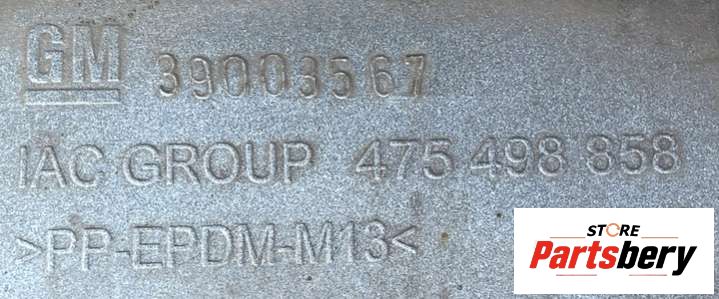 GM 39003567
IAC GROUP 475 498 858
>PP-EPDM-M13<
STORE
Partsbery